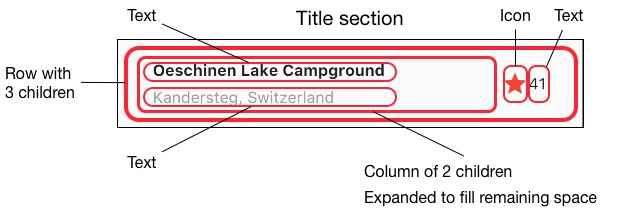 Text
Title section
Icon
Text
Row with
3 children
Oeschinen Lake Campground
Kandersteg, Switzerland
41
Text
Column of 2 children
Expanded to fill remaining space